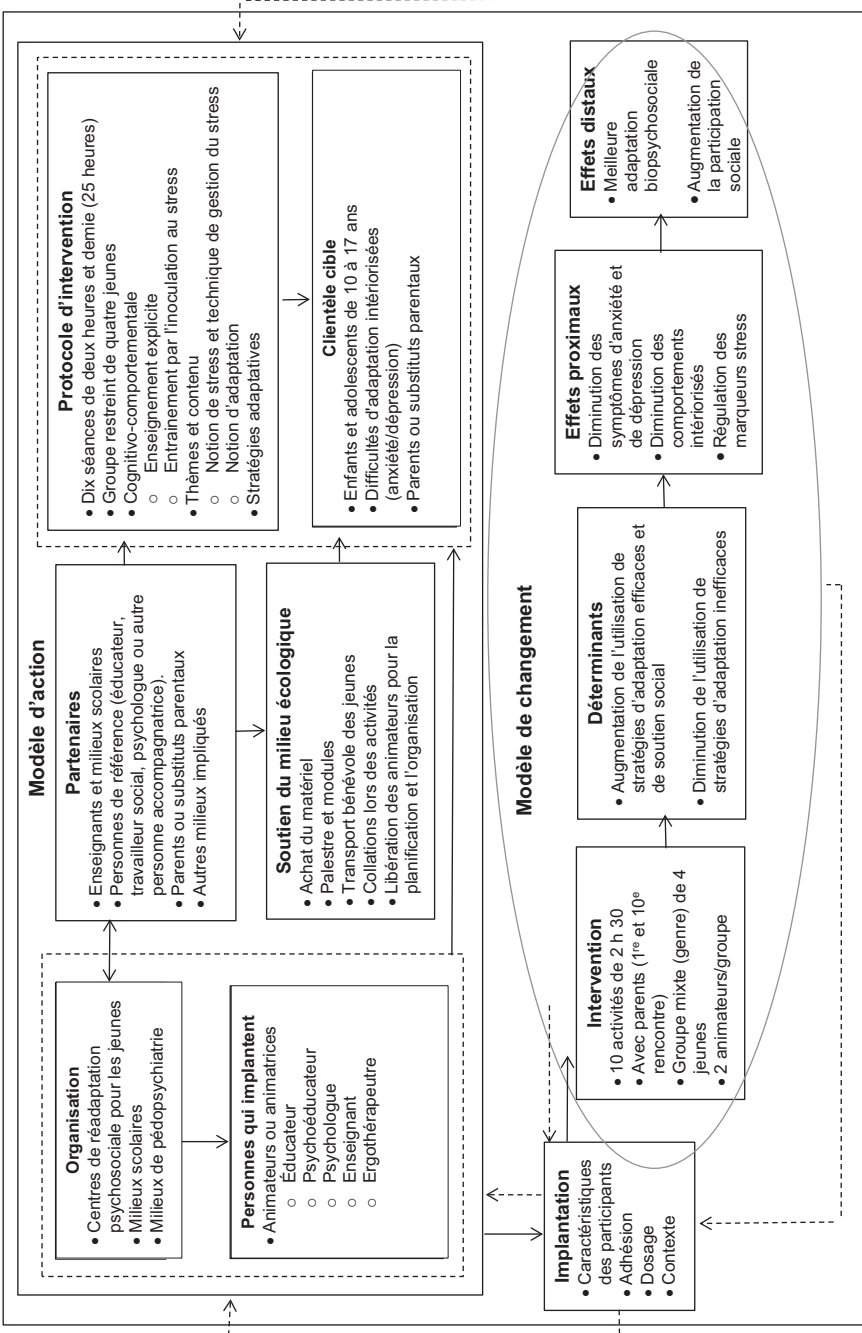 Modèle d'action
Organisation
• Centres de réadaptation
psychosociale pour les jeunes
• Milieux scolaires
• Milieux de pédopsychiatrie
Personnes qui implantent
• Animateurs ou animatrices
○ Éducateur
○ Psychoéducateur
○ Psychologue
○ Enseignant
○ Ergothérapeutre
Partenaires
• Enseignants et milieux scolaires
• Personnes de référence (éducateur,
travailleur social, psychologue ou autre
personne accompagnatrice).
• Parents ou substituts parentaux
• Autres milieux impliqués
Soutien du milieu écologique
• Achat du matériel
• Palestre et modules
• Transport bénévole des jeunes
• Collations lors des activités
• Libération des animateurs pour la
planification et l'organisation
Protocole d'intervention
• Dix séances de deux heures et demie (25 heures)
• Groupe restreint de quatre jeunes
• Cognitivo-comportementale
○ Enseignement explicite
○ Entrainement par l'inoculation au stress
• Thèmes et contenu
○ Notion de stress et technique de gestion du stress
○ Notion d'adaptation
• Stratégies adaptatives
Clientèle cible
• Enfants et adolescents de 10 à 17 ans
• Difficultés d'adaptation intériorisées
(anxiété/dépression)
• Parents ou substituts parentaux
Modèle de changement
Implantation
• Caractéristiques
des participants
• Adhésion
• Dosage
• Contexte
Intervention
• 10 activités de 2 h 30
• Avec parents (1re et 10e
rencontre)
• Groupe mixte (genre) de 4
jeunes
• 2 animateurs/groupe
Déterminants
• Augmentation de l'utilisation de
stratégies d'adaptation efficaces et
de soutien social
• Diminution de l'utilisation de
stratégies d'adaptation inefficaces
Effets proximaux
• Diminution des
symptômes d'anxiété et
de dépression
• Diminution des
comportements
intériorisés
• Régulation des
marqueurs stress
Effets distaux
• Meilleure
adaptation
biopsychosociale
• Augmentation de
la participation
sociale